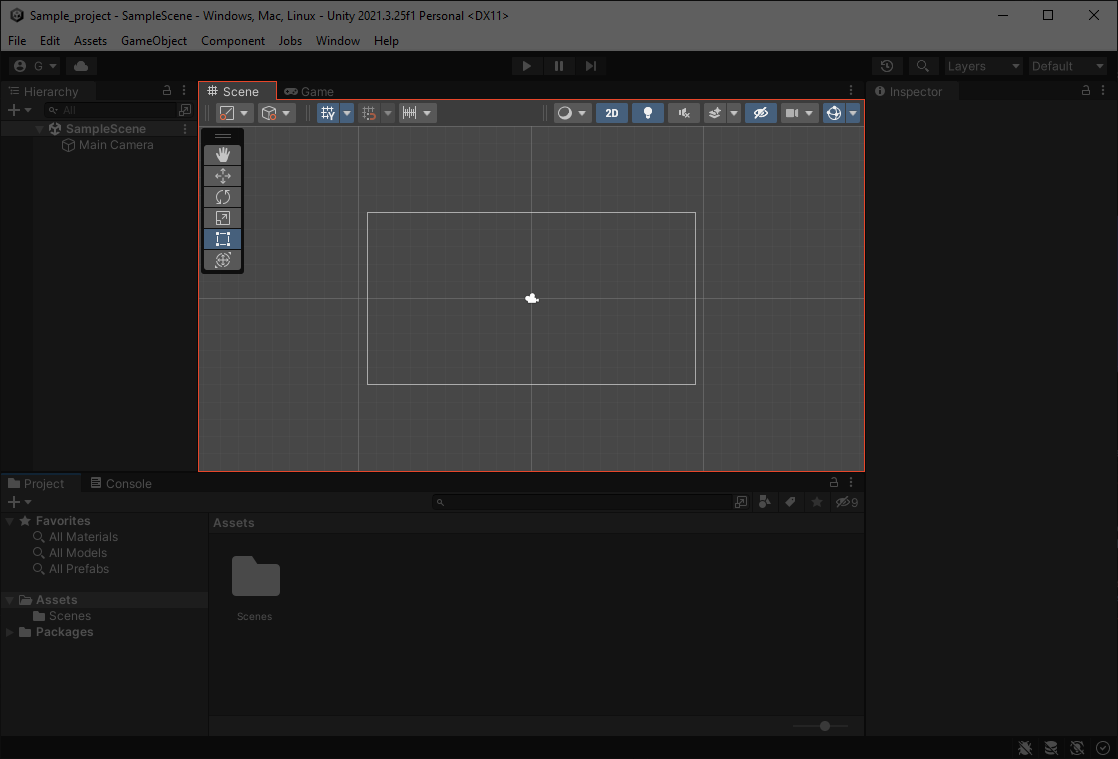 Sample_project - SampleScene - Windows, Mac, Linux - Unity 2021.3.25f1 Personal <DX11>
File Edit Assets GameObject Component Jobs Window Help
G Layers Default
Hierarchy Scene Game Inspector
All 2D
SampleScene
Main Camera
Project Console
9
Favorites Assets
All Materials
All Models
All Prefabs
Assets
Scenes Scenes
Packages